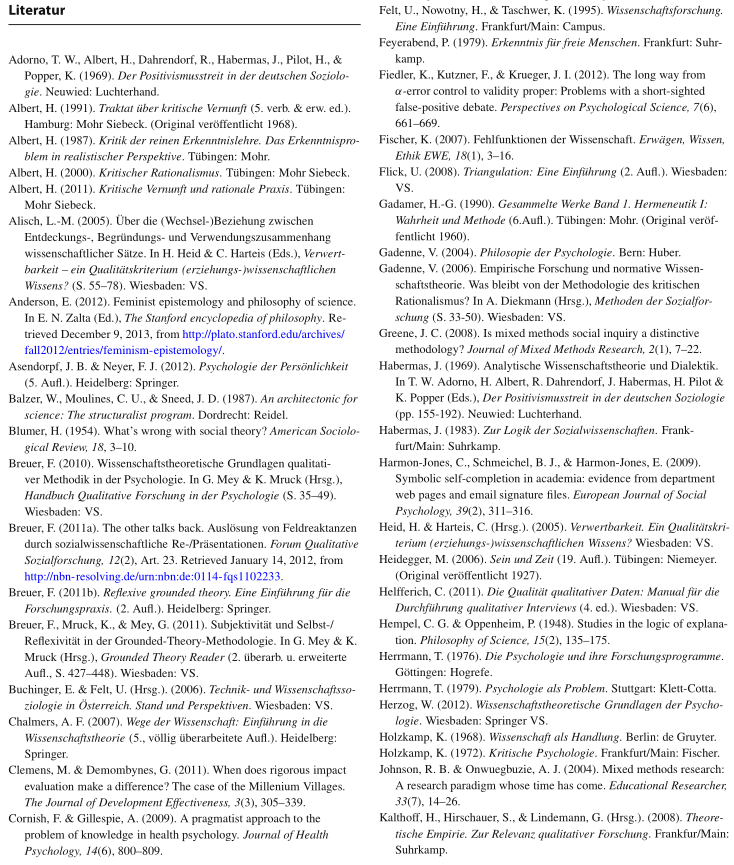 Literatur
Adorno, T. W., Albert, H., Dahrendorf, R., Habermas, J., Pilot, H., &
Popper, K. (1969). Der Positivismusstreit in der deutschen Soziolo-
gie. Neuwied: Luchterhand.
Albert, H. (1991). Traktat über kritische Vernunft (5. verb. & erw. ed.).
Hamburg: Mohr Siebeck. (Original veröffentlicht 1968).
Albert, H. (1987). Kritik der reinen Erkenntnislehre. Das Erkenntnispro-
blem in realistischer Perspektive. Tübingen: Mohr.
Albert, H. (2000). Kritischer Rationalismus. Tübingen: Mohr Siebeck.
Albert, H. (2011). Kritische Vernunft und rationale Praxis. Tübingen:
Mohr Siebeck.
Alisch, L.-M. (2005). Über die (Wechsel-)Beziehung zwischen
Entdeckungs-, Begründungs- und Verwendungszusammenhang
wissenschaftlicher Sätze. In H. Heid & C. Harteis (Eds.), Verwert-
barkeit – ein Qualitätskriterium (erziehungs-)wissenschaftlichen
Wissens? (S. 55–78). Wiesbaden: VS.
Anderson, E. (2012). Feminist epistemology and philosophy of science.
In E. N. Zalta (Ed.), The Stanford encyclopedia of philosophy. Re-
trieved December 9, 2013, from http://plato.stanford.edu/archives/
fall2012/entries/feminism-epistemology/.
Asendorpf, J. B. & Neyer, F. J. (2012). Psychologie der Persönlichkeit
(5. Aufl.). Heidelberg: Springer.
Balzer, W., Moulines, C. U., & Sneed, J. D. (1987). An architectonic for
science: The structuralist program. Dordrecht: Reidel.
Blumer, H. (1954). What's wrong with social theory? American Sociolo-
gical Review, 18, 3–10.
Breuer, F. (2010). Wissenschaftstheoretische Grundlagen qualitati-
ver Methodik in der Psychologie. In G. Mey & K. Mruck (Hrsg.),
Handbuch Qualitative Forschung in der Psychologie (S. 35–49).
Wiesbaden: VS.
Breuer, F. (2011a). The other talks back. Auslösung von Feldreaktanzen
durch sozialwissenschaftliche Re-/Präsentationen. Forum Qualitative
Sozialforschung, 12(2), Art. 23. Retrieved January 14, 2012, from
http://nbn-resolving.de/urn:nbn:de:0114-fqs1102233.
Breuer, F. (2011b). Reflexive grounded theory. Eine Einführung für die
Forschungspraxis. (2. Aufl.). Heidelberg: Springer.
Breuer, F., Mruck, K., & Mey, G. (2011). Subjektivität und Selbst-/
Reflexivität in der Grounded-Theory-Methodologie. In G. Mey & K.
Mruck (Hrsg.), Grounded Theory Reader (2. überarb. u. erweiterte
Aufl., S. 427–448). Wiesbaden: VS.
Buchinger, E. & Felt, U. (Hrsg.). (2006). Technik- und Wissenschaftsso-
ziologie in Österreich. Stand und Perspektiven. Wiesbaden: VS.
Chalmers, A. F. (2007). Wege der Wissenschaft: Einführung in die
Wissenschaftstheorie (5., völlig überarbeitete Aufl.). Heidelberg:
Springer.
Clemens, M. & Demombynes, G. (2011). When does rigorous impact
evaluation make a difference? The case of the Millenium Villages.
The Journal of Development Effectiveness, 3(3), 305–339.
Cornish, F. & Gillespie, A. (2009). A pragmatist approach to the
problem of knowledge in health psychology. Journal of Health
Psychology, 14(6), 800–809.
Felt, U., Nowotny, H., & Taschwer, K. (1995). Wissenschaftsforschung.
Eine Einführung. Frankfurt/Main: Campus.
Feyerabend, P. (1979). Erkenntnis für freie Menschen. Frankfurt: Suhr-
kamp.
Fiedler, K., Kutzner, F., & Krueger, J. I. (2012). The long way from
α-error control to validity proper: Problems with a short-sighted
false-positive debate. Perspectives on Psychological Science, 7(6),
661–669.
Fischer, K. (2007). Fehlfunktionen der Wissenschaft. Erwägen, Wissen,
Ethik EWE, 18(1), 3–16.
Flick, U. (2008). Triangulation: Eine Einführung (2. Aufl.). Wiesbaden:
VS.
Gadamer, H.-G. (1990). Gesammelte Werke Band 1. Hermeneutik I:
Wahrheit und Methode (6.Aufl.). Tübingen: Mohr. (Original veröf-
fentlicht 1960).
Gadenne, V. (2004). Philosopie der Psychologie. Bern: Huber.
Gadenne, V. (2006). Empirische Forschung und normative Wissen-
schaftstheorie. Was bleibt von der Methodologie des kritischen
Rationalismus? In A. Diekmann (Hrsg.), Methoden der Sozialfor-
schung (S. 33-50). Wiesbaden: VS.
Greene, J. C. (2008). Is mixed methods social inquiry a distinctive
methodology? Journal of Mixed Methods Research, 2(1), 7–22.
Habermas, J. (1969). Analytische Wissenschaftstheorie und Dialektik.
In T. W. Adorno, H. Albert, R. Dahrendorf, J. Habermas, H. Pilot &
K. Popper (Eds.), Der Positivismusstreit in der deutschen Soziologie
(pp. 155-192). Neuwied: Luchterhand.
Habermas, J. (1983). Zur Logik der Sozialwissenschaften. Frank-
furt/Main: Suhrkamp.
Harmon-Jones, C., Schmeichel, B. J., & Harmon-Jones, E. (2009).
Symbolic self-completion in academia: evidence from department
web pages and email signature files. European Journal of Social
Psychology, 39(2), 311–316.
Heid, H. & Harteis, C. (Hrsg.). (2005). Verwertbarkeit. Ein Qualitätskri-
terium (erziehungs-)wissenschaftlichen Wissens? Wiesbaden: VS.
Heidegger, M. (2006). Sein und Zeit (19. Aufl.). Tübingen: Niemeyer.
(Original veröffentlicht 1927).
Helfferich, C. (2011). Die Qualität qualitativer Daten: Manual für die
Durchführung qualitativer Interviews (4. ed.). Wiesbaden: VS.
Hempel, C. G. & Oppenheim, P. (1948). Studies in the logic of explana-
tion. Philosophy of Science, 15(2), 135–175.
Herrmann, T. (1976). Die Psychologie und ihre Forschungsprogramme.
Göttingen: Hogrefe.
Herrmann, T. (1979). Psychologie als Problem. Stuttgart: Klett-Cotta.
Herzog, W. (2012). Wissenschaftstheoretische Grundlagen der Psycho-
logie. Wiesbaden: Springer VS.
Holzkamp, K. (1968). Wissenschaft als Handlung. Berlin: de Gruyter.
Holzkamp, K. (1972). Kritische Psychologie. Frankfurt/Main: Fischer.
Johnson, R. B. & Onwuegbuzie, A. J. (2004). Mixed methods research:
A research paradigm whose time has come. Educational Researcher,
33(7), 14–26.
Kalthoff, H., Hirschauer, S., & Lindemann, G. (Hrsg.). (2008). Theore-
tische Empirie. Zur Relevanz qualitativer Forschung. Frankfur/Main:
Suhrkamp.